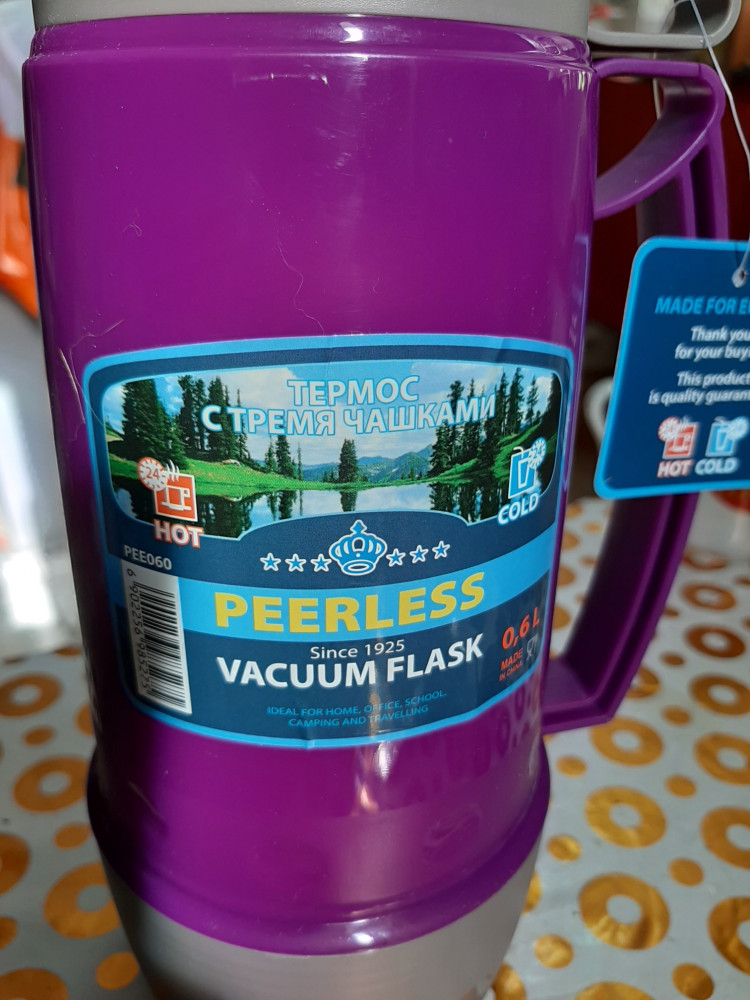 ТЕРМОС
С ТРЕМЯ ЧАШКАМИ
24
HOT
24
COLD
PEE060
PEERLESS
Since 1925
VACUUM FLASK
0,6 L
MADE
IN CHINA
IDEAL FOR HOME, OFFICE, SCHOOL,
CAMPING AND TRAVELLING
MADE FOR E
Thank you
for your buy
This product
is quality guaran
HOT COLD